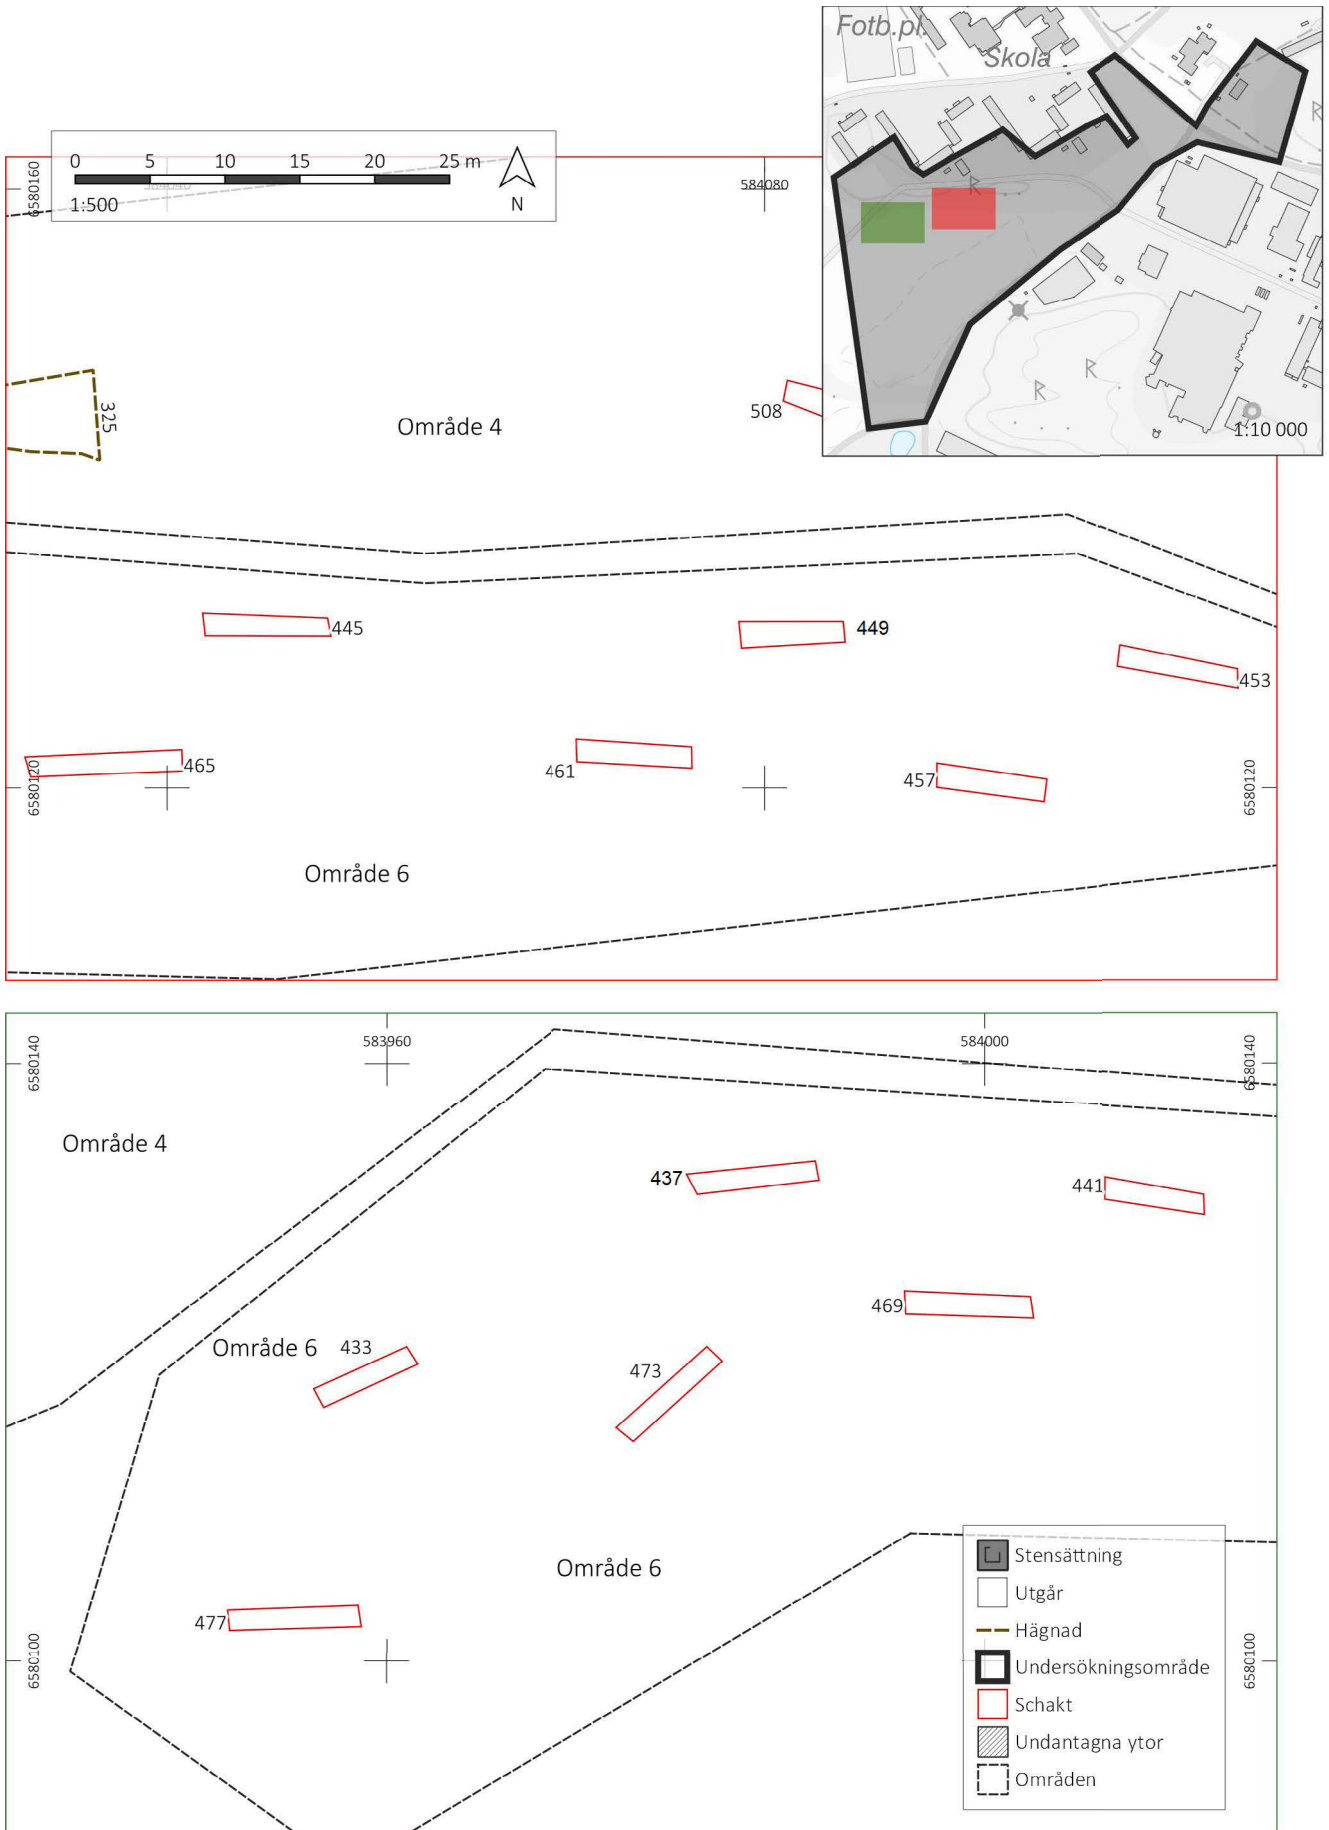 Fotb.pl.
Skola
R
R
R
R
1:10 000
0 5 10 15 20 25 m
1:500
N
6580160
584040
584080
325
Område 4
508
445
449
453
465
461
457
6580120
6580120
Område 6
583960
584000
6580140
6580140
Område 4
437
441
469
Område 6
433
473
Område 6
477
6580100
6580100
Stensättning
Utgår
Hägnad
Undersökningsområde
Schakt
Undantagna ytor
Områden